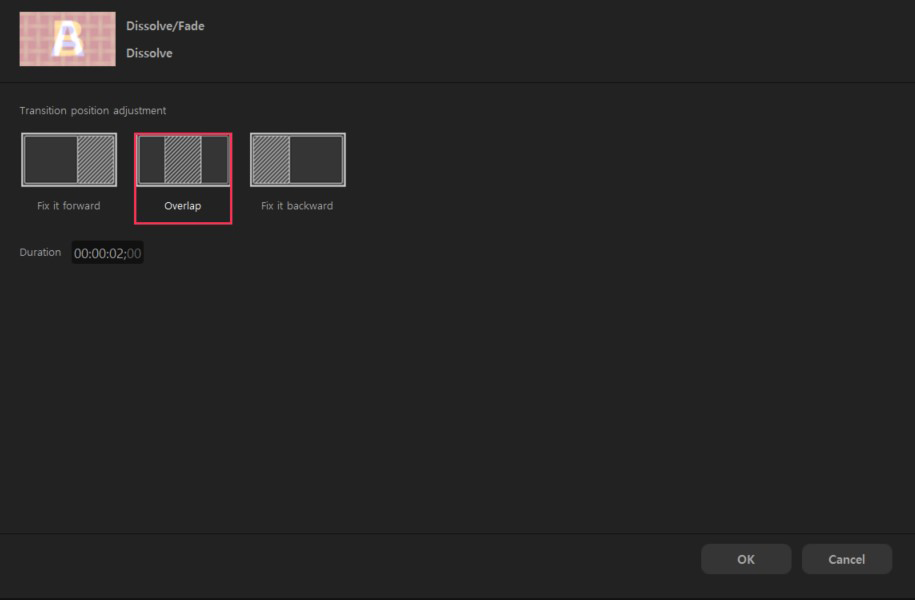 B
Dissolve/Fade
Dissolve
Transition position adjustment
Fix it forward
Overlap
Fix it backward
Duration 00:00:02;00
OK
Cancel